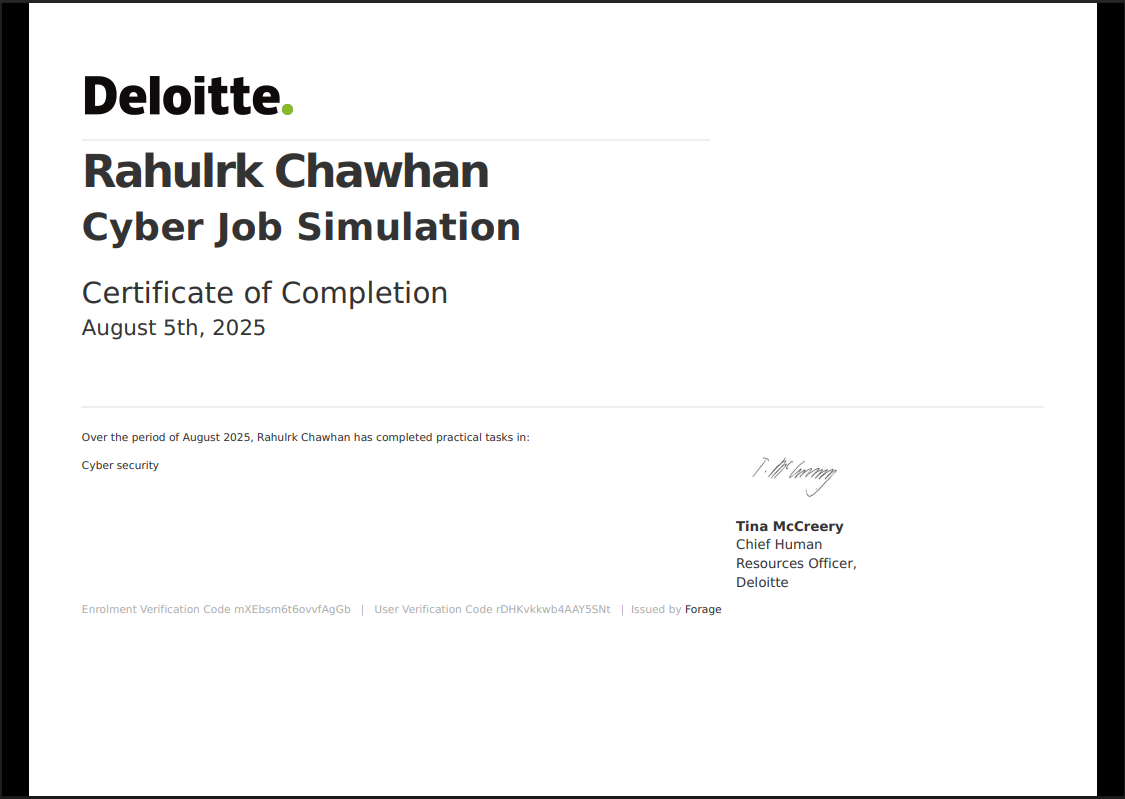 Deloitte.
Rahulrk Chawhan
Cyber Job Simulation
Certificate of Completion
August 5th, 2025
Over the period of August 2025, Rahulrk Chawhan has completed practical tasks in:
Cyber security
Tina McCreery
Chief Human
Resources Officer,
Deloitte
Enrolment Verification Code mXEbsm6t6ovvfAgGb | User Verification Code rDHKvkkwb4AAY5SNt | Issued by Forage